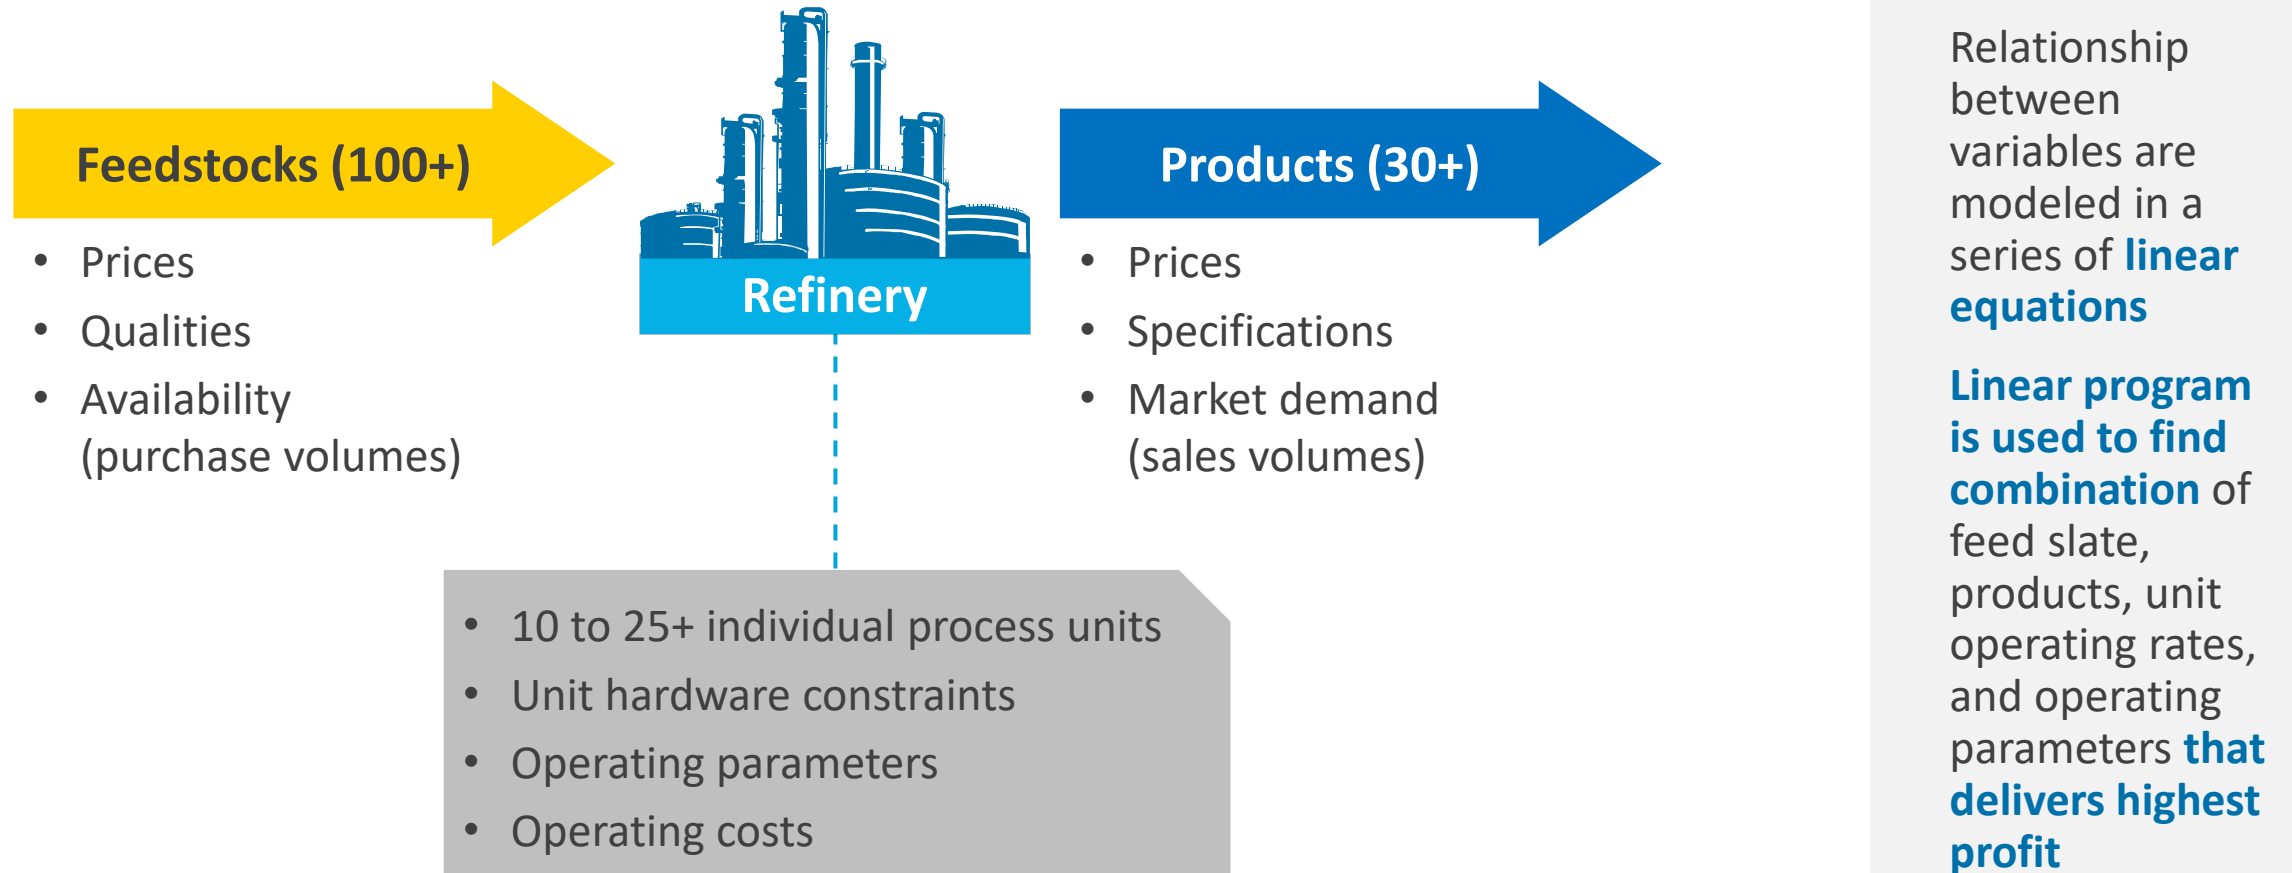 Feedstocks (100+)
• Prices
• Qualities
• Availability
(purchase volumes)
Refinery
• 10 to 25+ individual process units
• Unit hardware constraints
• Operating parameters
• Operating costs
Products (30+)
• Prices
• Specifications
• Market demand
(sales volumes)
Relationship
between
variables are
modeled in a
series of linear
equations
Linear program
is used to find
combination of
feed slate,
products, unit
operating rates,
and operating
parameters that
delivers highest
profit